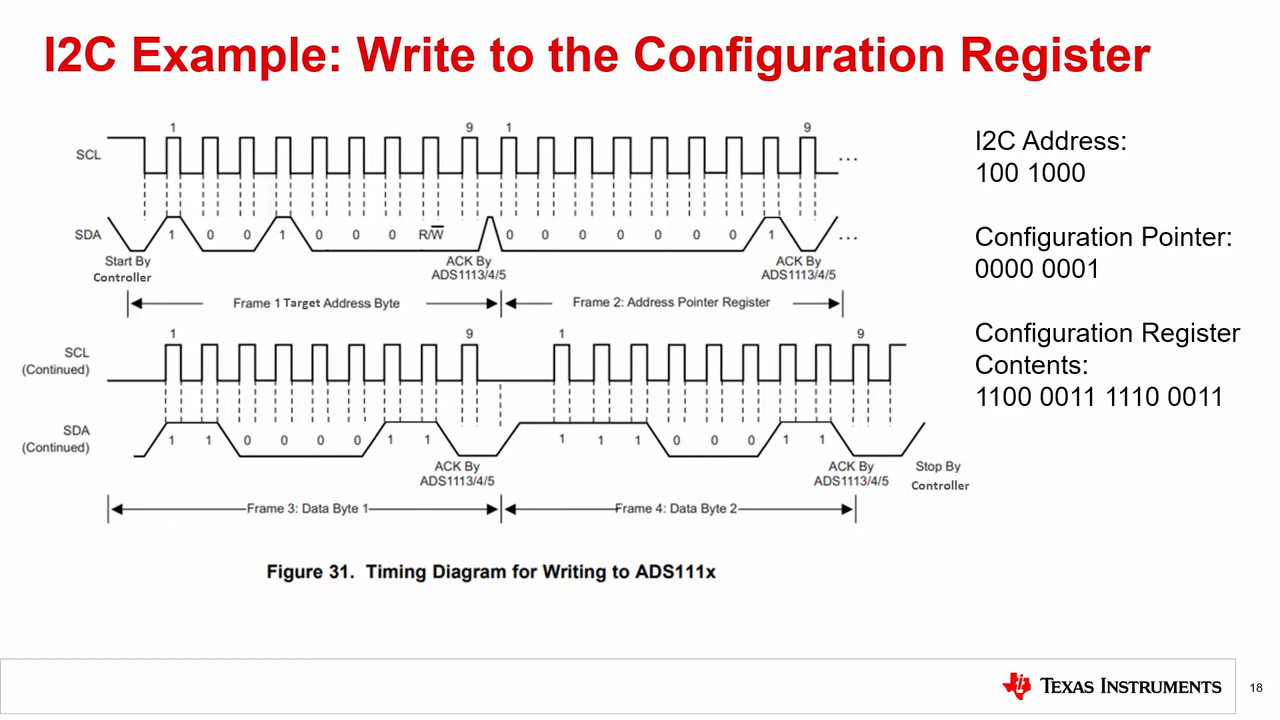 I2C Example: Write to the Configuration Register
1 9 1 9
SCL ...
SDA 1 0 0 1 0 0 0 R/W 0 0 0 0 0 0 0 1 ...
Start By
Controller
ACK By
ADS1113/4/5
ACK By
ADS1113/4/5
Frame 1 Target Address Byte
Frame 2: Address Pointer Register
1 9 1 9
SCL
(Continued)
SDA
(Continued)
1 1 0 0 0 0 1 1 1 1 1 0 0 0 1 1
ACK By
ADS1113/4/5
ACK By
ADS1113/4/5
Stop By
Controller
Frame 3: Data Byte 1
Frame 4: Data Byte 2
Figure 31. Timing Diagram for Writing to ADS111x
I2C Address:
100 1000
Configuration Pointer:
0000 0001
Configuration Register
Contents:
1100 0011 1110 0011
TEXAS INSTRUMENTS
18